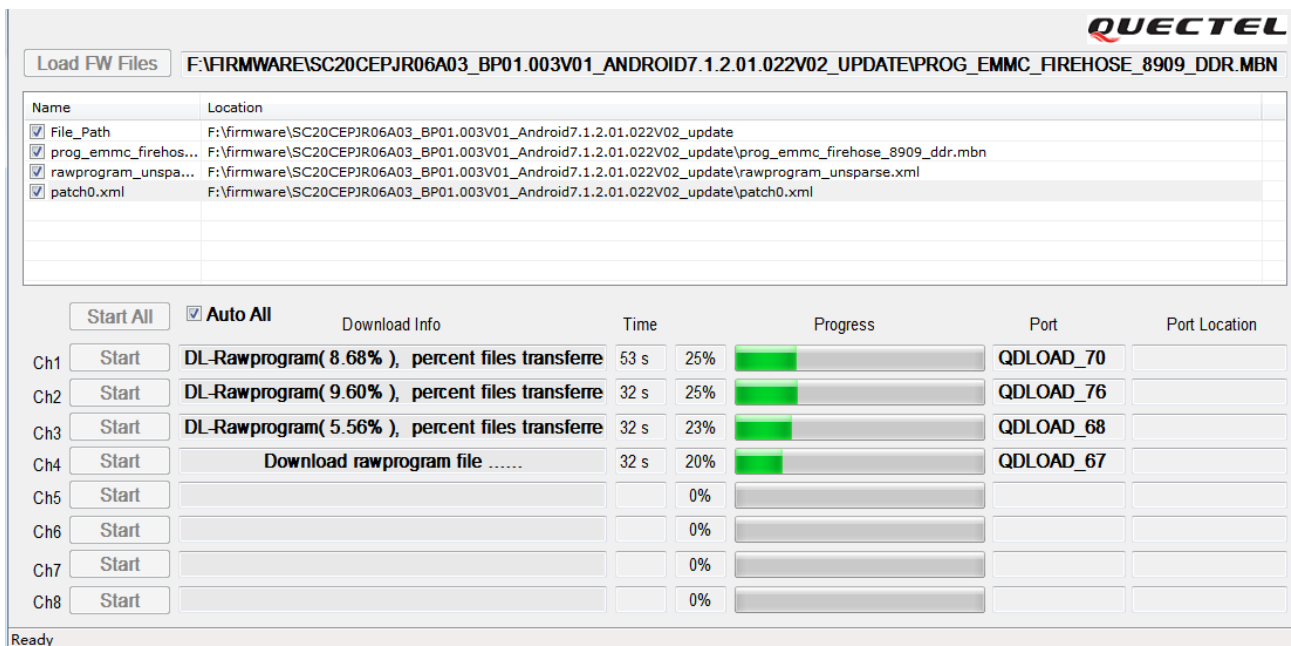 QUECTEL
Load FW Files F:\FIRMWARE\SC20CEPJR06A03_BP01.003V01_ANDROID7.1.2.01.022V02_UPDATE\PROG_EMMC_FIREHOSE_8909_DDR.MBN
Name Location
File_Path F:\firmware\SC20CEPJR06A03_BP01.003V01_Android7.1.2.01.022V02_update
prog_emmc_firehos... F:\firmware\SC20CEPJR06A03_BP01.003V01_Android7.1.2.01.022V02_update\prog_emmc_firehose_8909_ddr.mbn
rawprogram_unspa... F:\firmware\SC20CEPJR06A03_BP01.003V01_Android7.1.2.01.022V02_update\rawprogram_unsparse.xml
patch0.xml F:\firmware\SC20CEPJR06A03_BP01.003V01_Android7.1.2.01.022V02_update\patch0.xml
Start All Auto All Download Info Time Progress Port Port Location
Ch1 Start DL-Rawprogram( 8.68% ), percent files transferre 53 s 25% QDLOAD_70
Ch2 Start DL-Rawprogram( 9.60% ), percent files transferre 32 s 25% QDLOAD_76
Ch3 Start DL-Rawprogram( 5.56% ), percent files transferre 32 s 23% QDLOAD_68
Ch4 Start Download rawprogram file ...... 32 s 20% QDLOAD_67
Ch5 Start 0%
Ch6 Start 0%
Ch7 Start 0%
Ch8 Start 0%
Ready